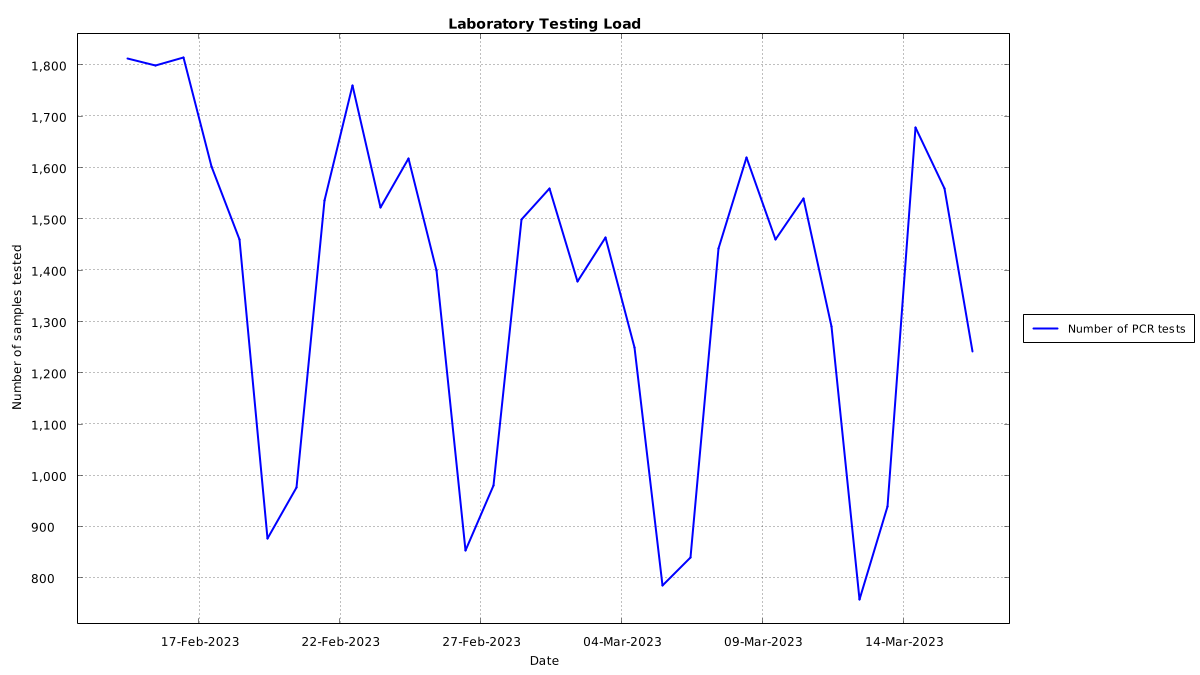 Laboratory Testing Load
1,800
1,700
1,600
1,500
1,400
1,300
1,200
1,100
1,000
900
800
Number of samples tested
17-Feb-2023
22-Feb-2023
27-Feb-2023
04-Mar-2023
09-Mar-2023
14-Mar-2023
Date
Number of PCR tests